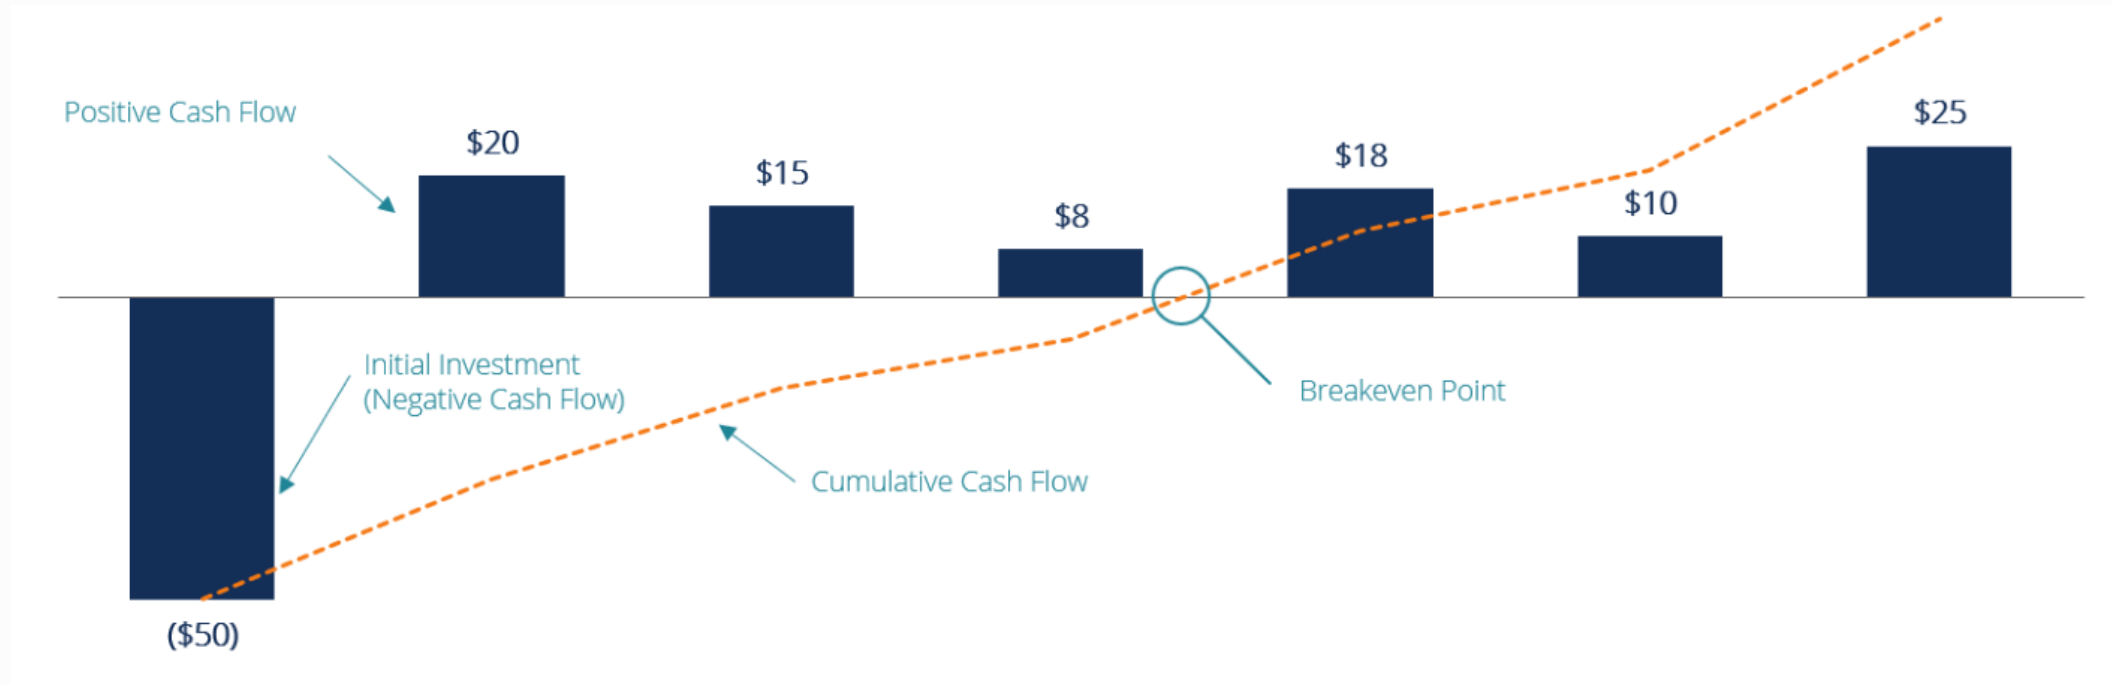 Positive Cash Flow
$20
$15
$8
$18
$10
$25
Initial Investment
(Negative Cash Flow)
Breakeven Point
Cumulative Cash Flow
($50)